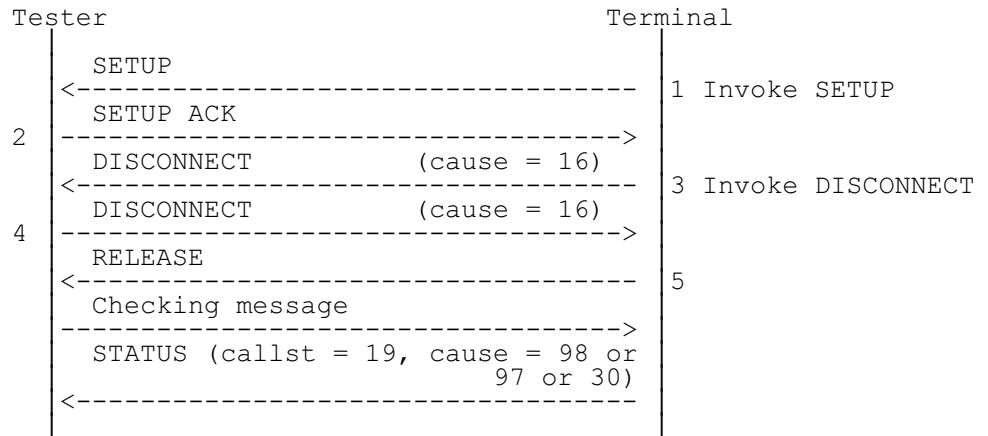 Tester Terminal
SETUP
<------------------------------------ 1 Invoke SETUP
SETUP ACK
2 ------------------------------------>
DISCONNECT (cause = 16)
<------------------------------------ 3 Invoke DISCONNECT
DISCONNECT (cause = 16)
4 ------------------------------------>
RELEASE
<------------------------------------ 5
Checking message
------------------------------------>
STATUS (callst = 19, cause = 98 or
97 or 30)
<------------------------------------